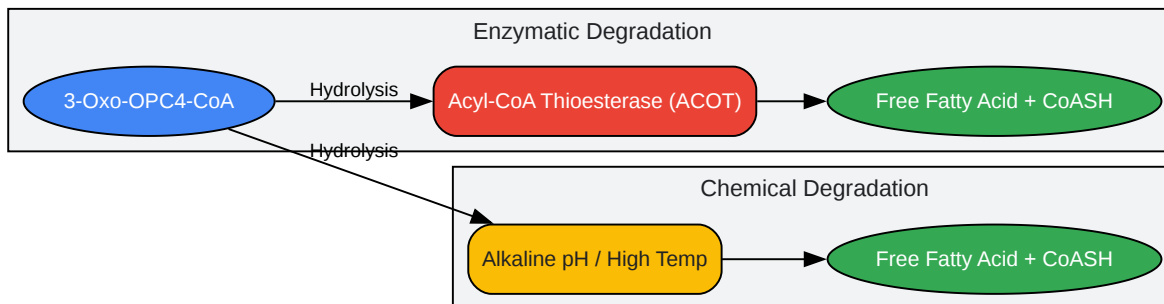 Enzymatic Degradation
3-Oxo-OPC4-CoA
Hydrolysis
Acyl-CoA Thioesterase (ACOT)
Free Fatty Acid + CoASH
Hydrolysis
Chemical Degradation
Alkaline pH / High Temp
Free Fatty Acid + CoASH